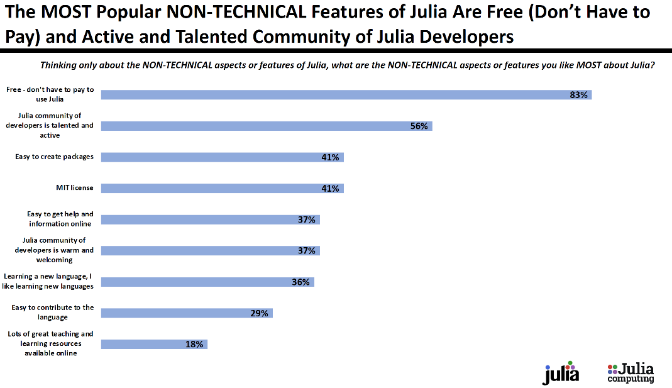 The MOST Popular NON-TECHNICAL Features of Julia Are Free (Don't Have to
Pay) and Active and Talented Community of Julia Developers
Thinking only about the NON-TECHNICAL aspects or features of Julia, what are the NON-TECHNICAL aspects or features you like MOST about Julia?
Free - don't have to pay to
use Julia
83%
Julia community of
developers is talented and
active
56%
Easy to create packages
41%
MIT license
41%
Easy to get help and
information online
37%
Julia community of
developers is warm and
welcoming
37%
Learning a new language, I
like learning new languages
36%
Easy to contribute to the
language
29%
Lots of great teaching and
learning resources
available online
18%
julia
Julia
computing